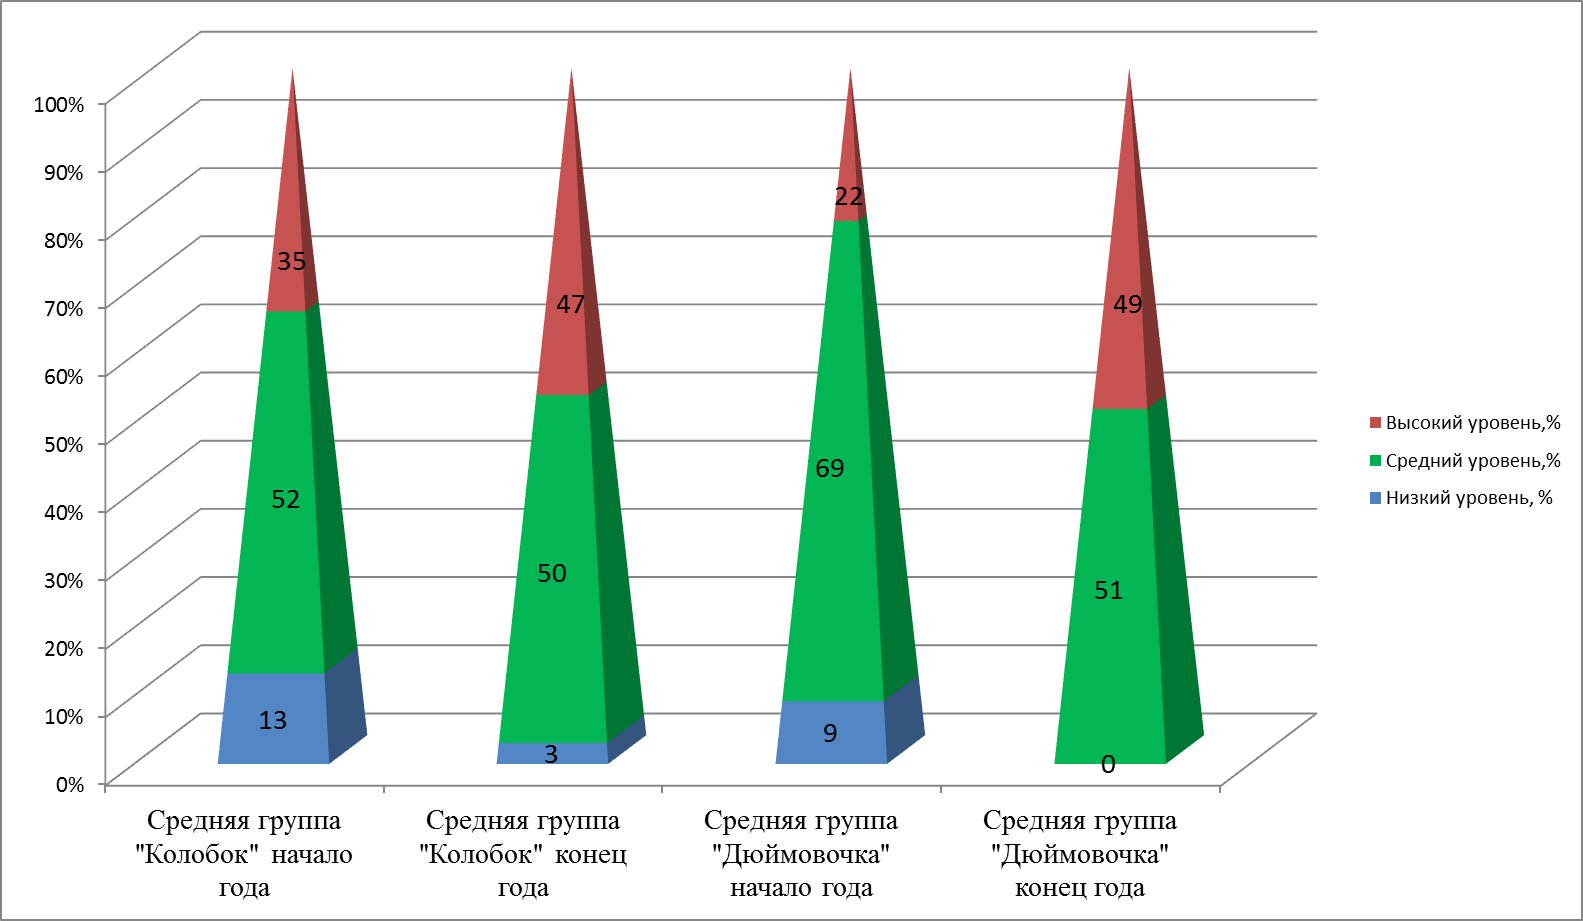 100%
90%
80%
70%
60%
50%
40%
30%
20%
10%
0%
35
52
13
47
50
3
22
69
9
49
51
0
Средняя группа
"Колобок" начало
года
Средняя группа
"Колобок" конец
года
Средняя группа
"Дюймовочка"
начало года
Средняя группа
"Дюймовочка"
конец года
Высокий уровень,%
Средний уровень,%
Низкий уровень, %